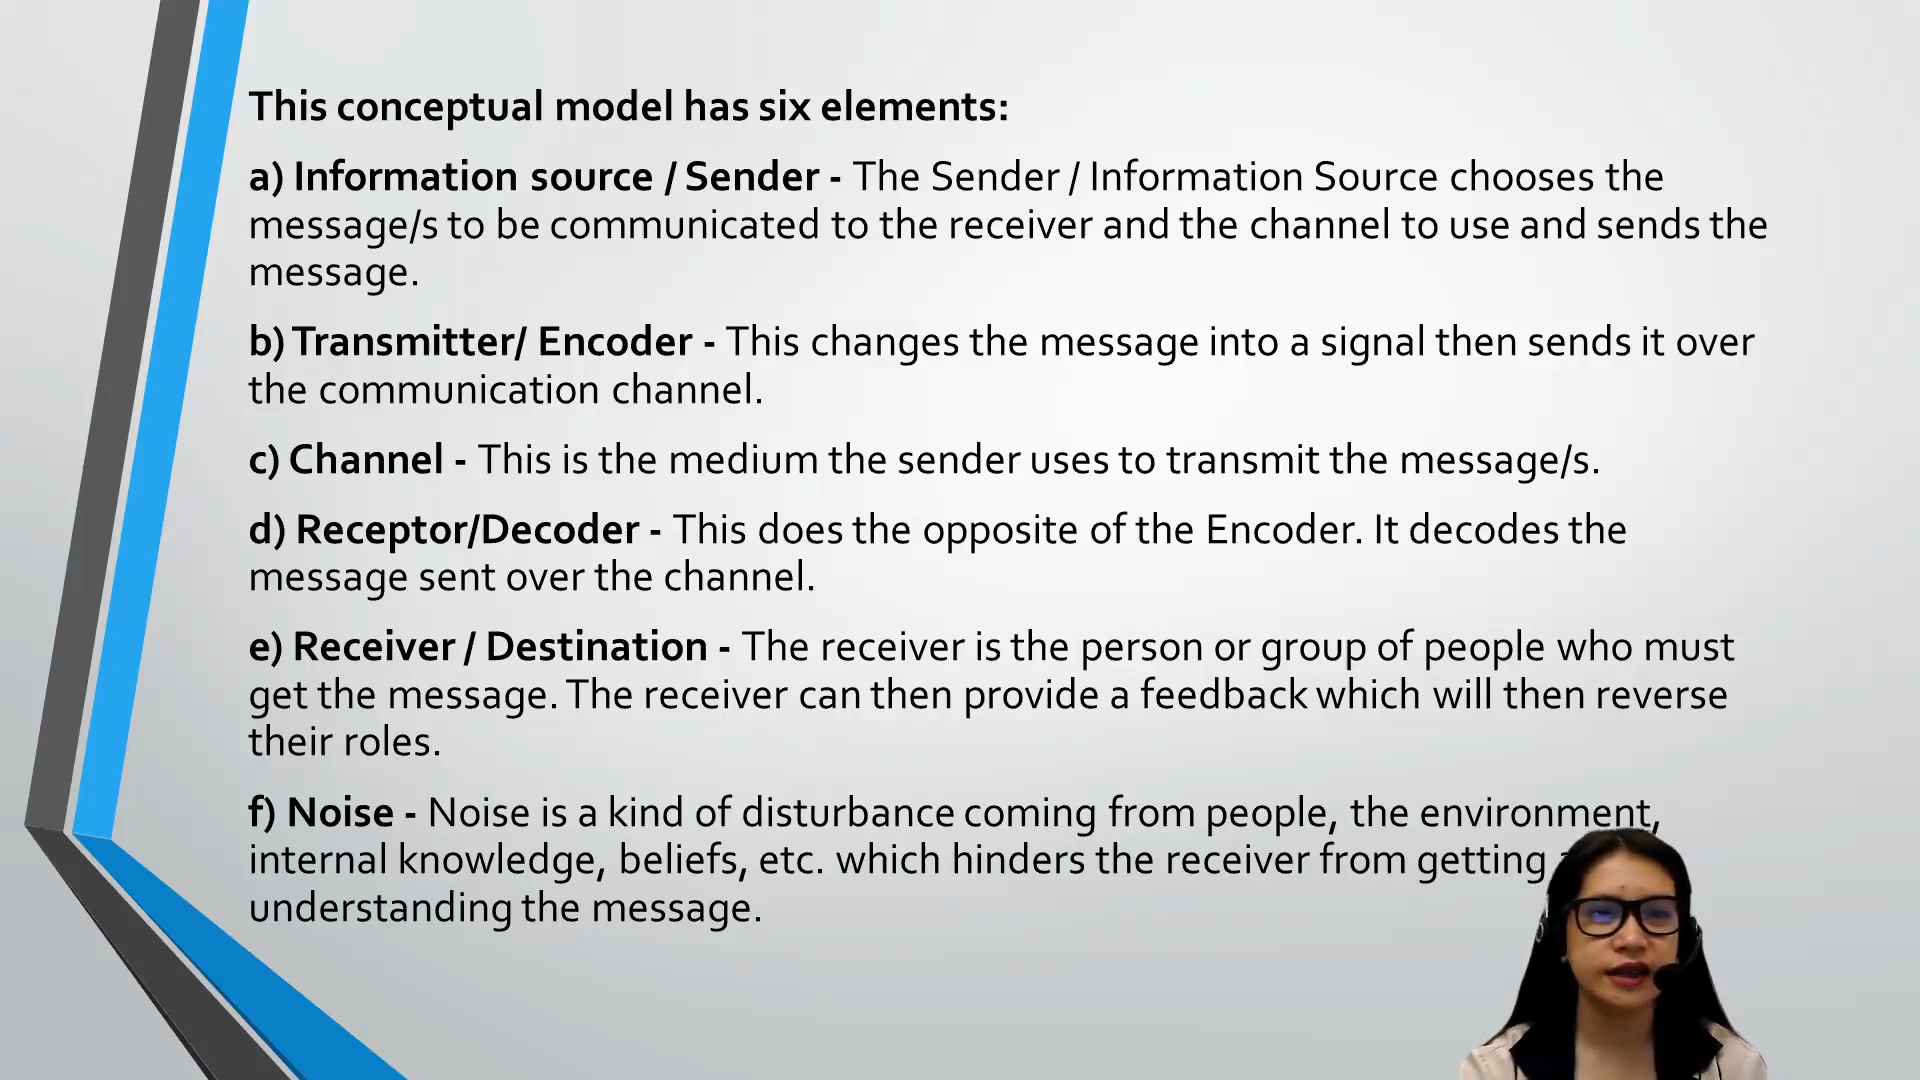 This conceptual model has six elements:
a) Information source / Sender - The Sender / Information Source chooses the
message/s to be communicated to the receiver and the channel to use and sends the
message.
b) Transmitter/ Encoder - This changes the message into a signal then sends it over
the communication channel.
c) Channel - This is the medium the sender uses to transmit the message/s.
d) Receptor/Decoder - This does the opposite of the Encoder. It decodes the
message sent over the channel.
e) Receiver / Destination - The receiver is the person or group of people who must
get the message. The receiver can then provide a feedback which will then reverse
their roles.
f) Noise - Noise is a kind of disturbance coming from people, the environment,
internal knowledge, beliefs, etc. which hinders the receiver from getting
understanding the message.